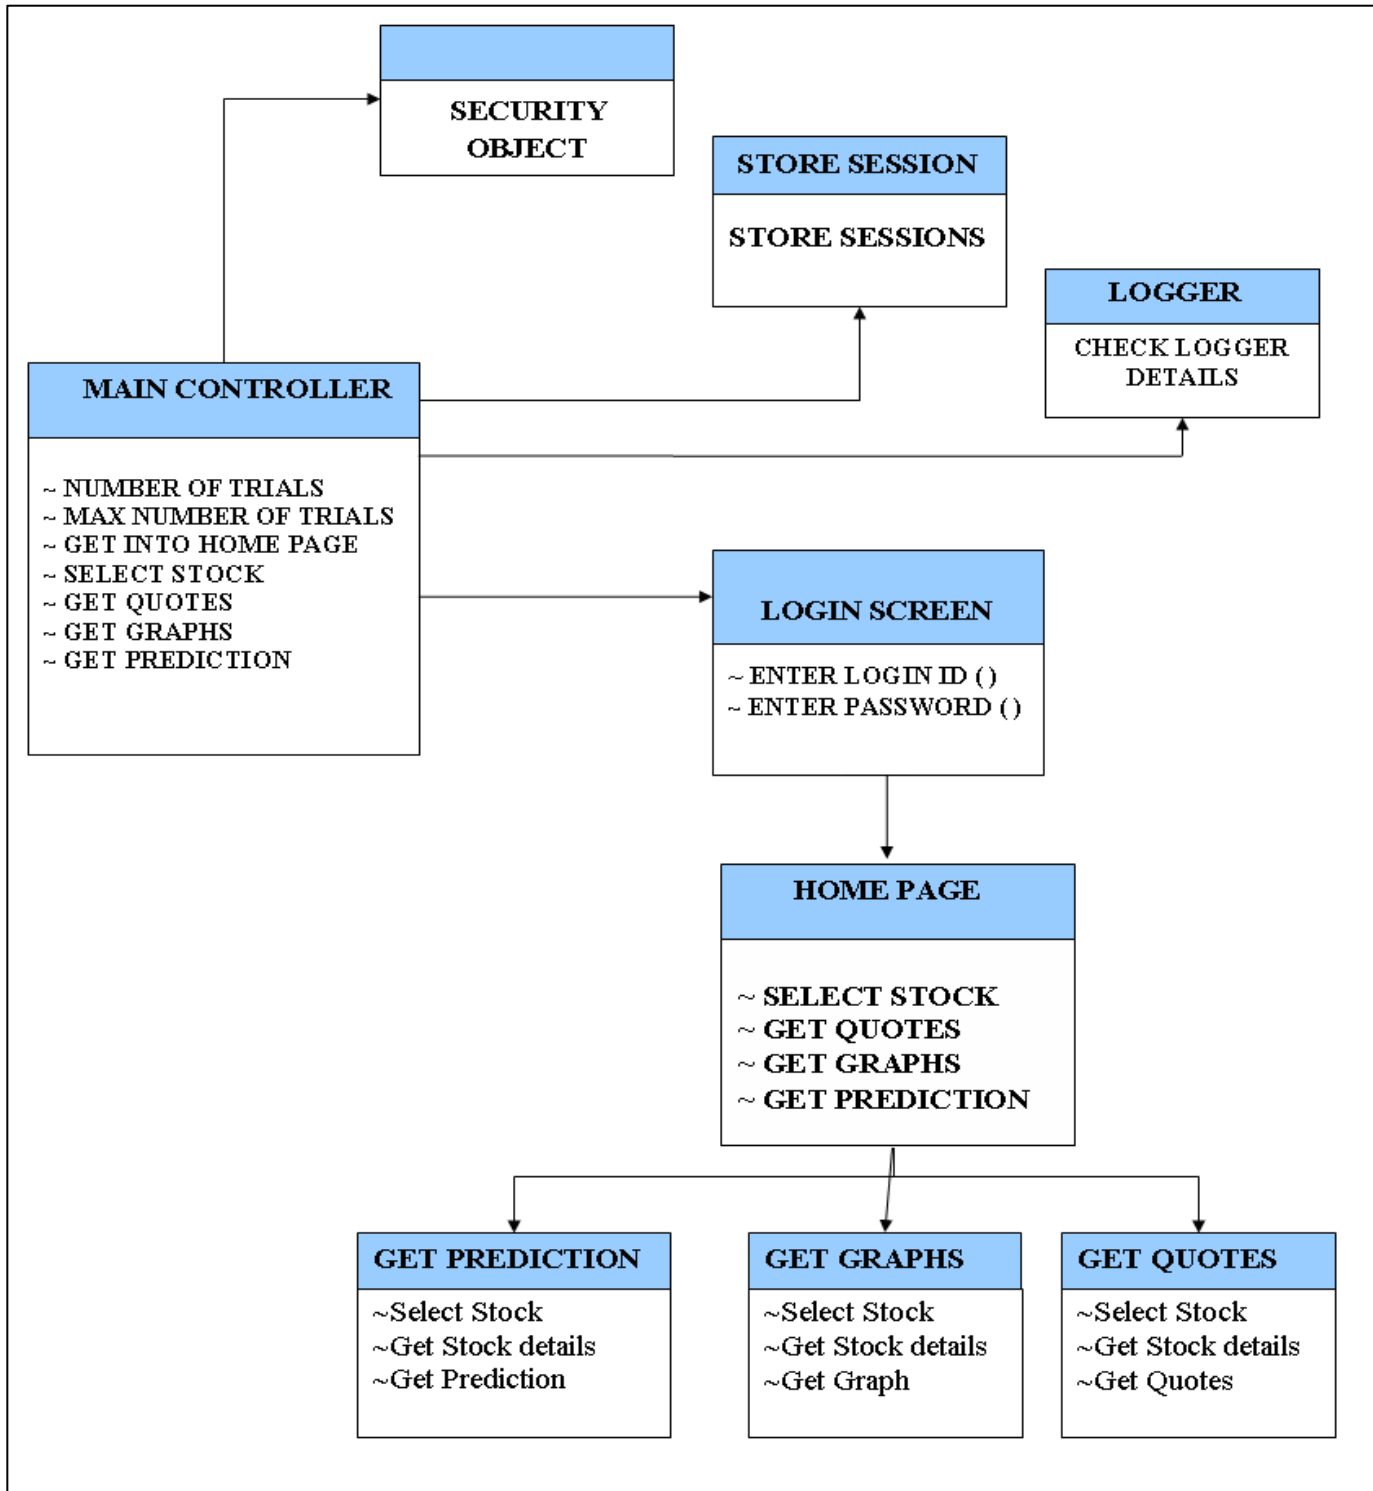 SECURITY
OBJECT
STORE SESSION
STORE SESSIONS
LOGGER
CHECK LOGGER
DETAILS
MAIN CONTROLLER
~ NUMBER OF TRIALS
~ MAX NUMBER OF TRIALS
~ GET INTO HOME PAGE
~ SELECT STOCK
~ GET QUOTES
~ GET GRAPHS
~ GET PREDICTION
LOGIN SCREEN
~ ENTER LOGIN ID ( )
~ ENTER PASSWORD ( )
HOME PAGE
~ SELECT STOCK
~ GET QUOTES
~ GET GRAPHS
~ GET PREDICTION
GET PREDICTION
~Select Stock
~Get Stock details
~Get Prediction
GET GRAPHS
~Select Stock
~Get Stock details
~Get Graph
GET QUOTES
~Select Stock
~Get Stock details
~Get Quotes